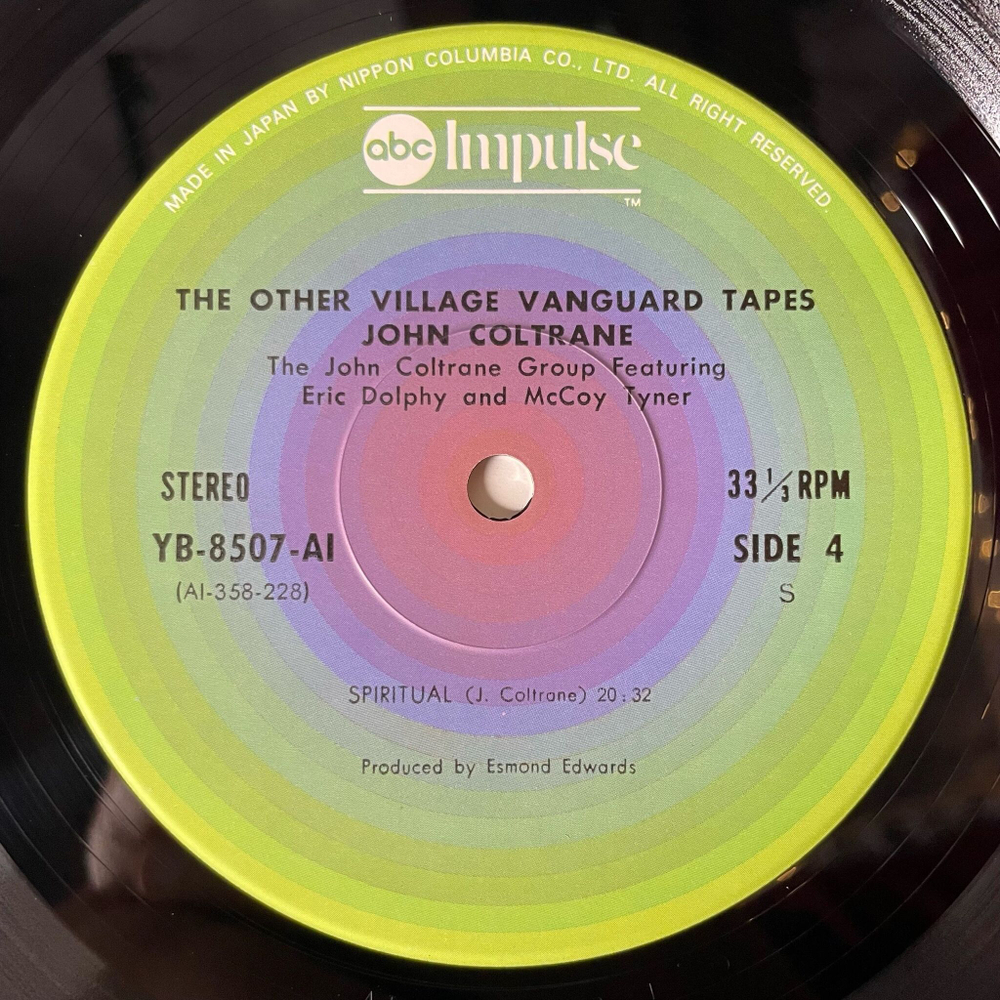 MADE IN JAPAN BY NIPPON COLUMBIA CO., LTD. ALL RIGHT RESERVED.
abc Impulse
TM
THE OTHER VILLAGE VANGUARD TAPES
JOHN COLTRANE
The John Coltrane Group Featuring
Eric Dolphy and McCoy Tyner
STEREO 33 1/3 RPM
YB-8507-AI SIDE 4
(AI-358-228) S
SPIRITUAL (J. Coltrane) 20:32
Produced by Esmond Edwards